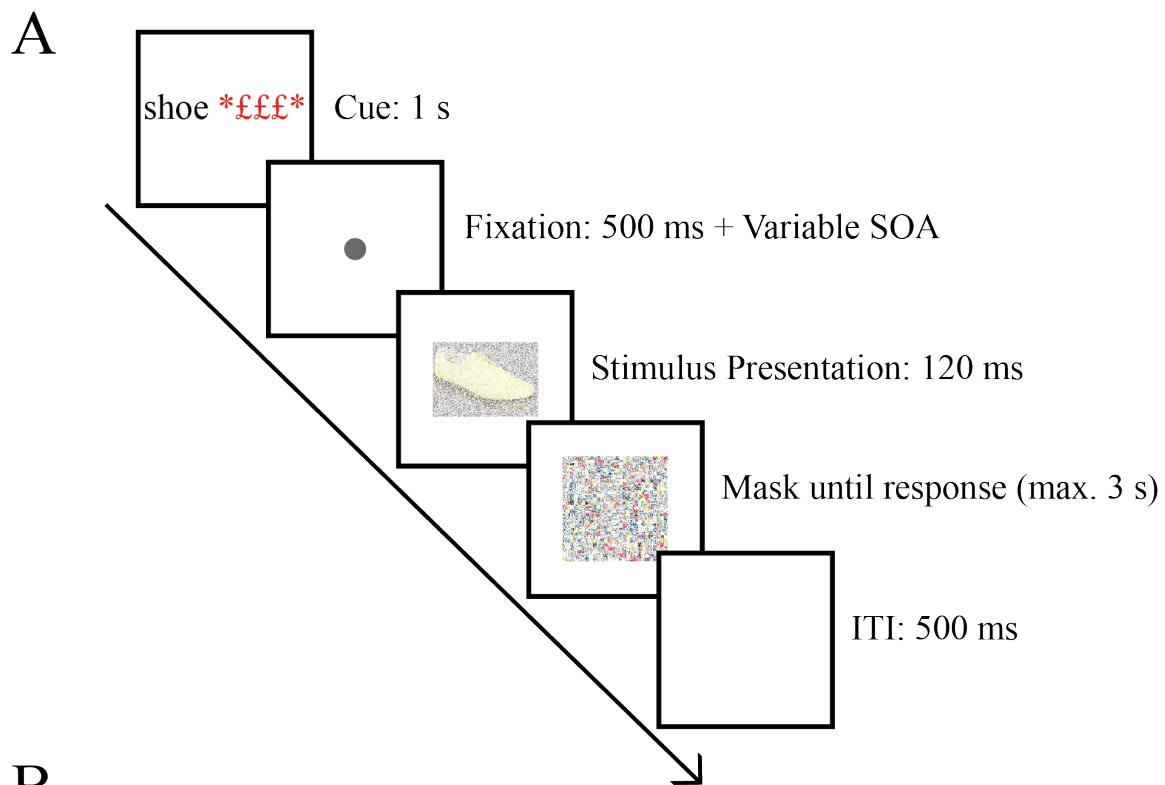 A
shoe *£££*
Cue: 1 s
Fixation: 500 ms + Variable SOA
Stimulus Presentation: 120 ms
Mask until response (max. 3 s)
ITI: 500 ms